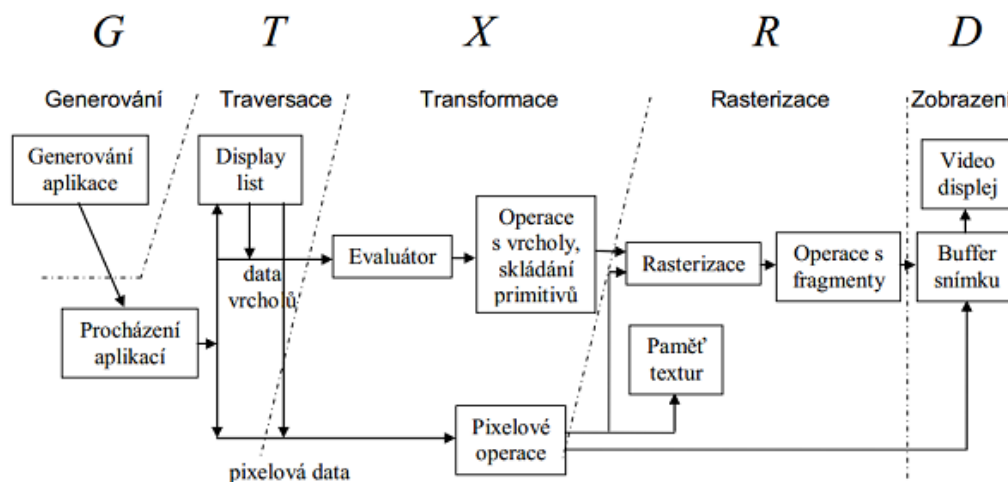 G
T
X
R
D
Generování
Traversace
Transformace
Rasterizace
Zobrazení
Generování
aplikace
Display
list
Video
displej
Operace
s vrcholy,
skládání
primitivů
Evaluátor
Rasterizace
Operace s
fragmenty
Buffer
snímku
data
vrcholů
Procházení
aplikací
Paměť
textur
Pixelové
operace
pixelová data